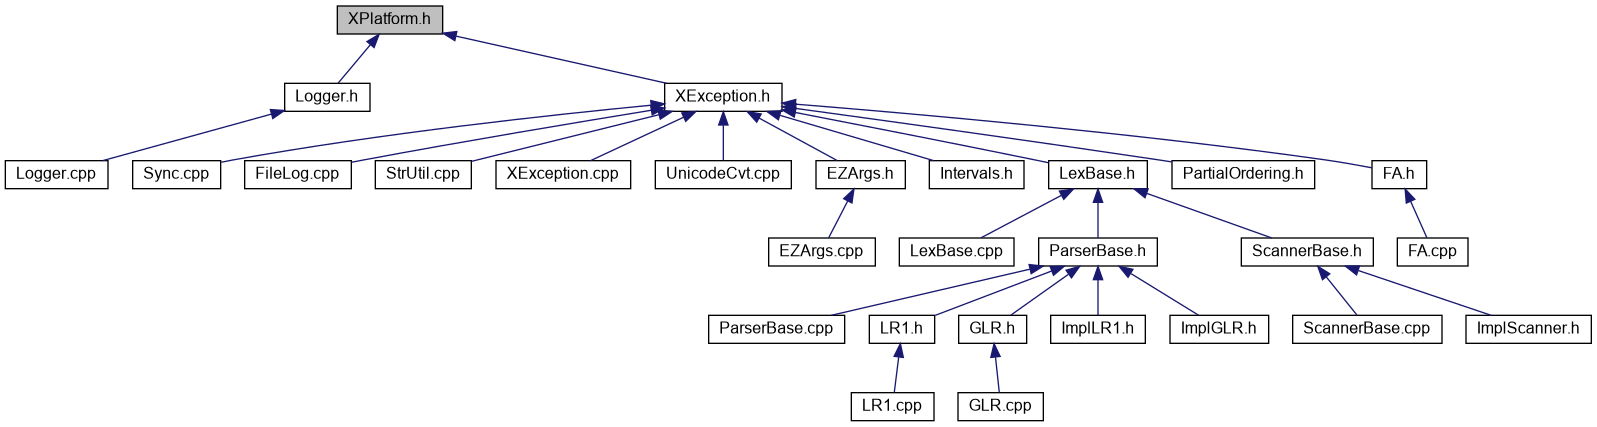 XPlatform.h
Logger.h
XException.h
Logger.cpp
Sync.cpp
FileLog.cpp
StrUtil.cpp
XException.cpp
UnicodeCvt.cpp
EZArgs.h
Intervals.h
LexBase.h
PartialOrdering.h
FA.h
EZArgs.cpp
LexBase.cpp
ParserBase.h
ScannerBase.h
FA.cpp
ParserBase.cpp
LR1.h
GLR.h
ImplLR1.h
ImplGLR.h
ScannerBase.cpp
ImplScanner.h
LR1.cpp
GLR.cpp